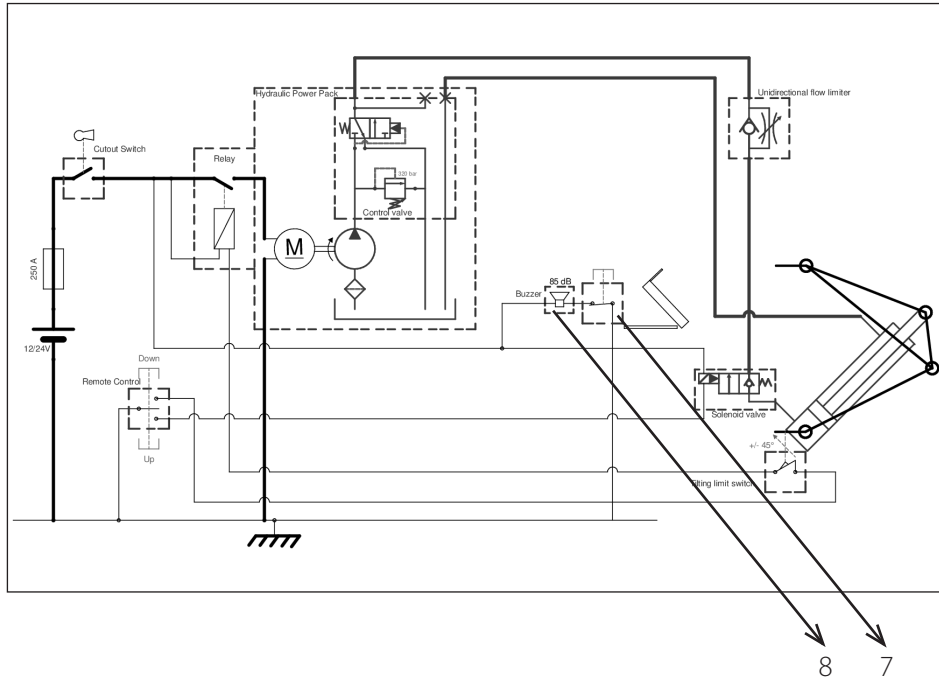 Hydraulic Power Pack
Unidirectional flow limiter
Cutout Switch
Relay
320 bar
Control valve
M
250 A
85 dB
Buzzer
12/24V
Down
Remote Control
Up
Solenoid valve
+/- 45°
Tilting limit switch
8
7